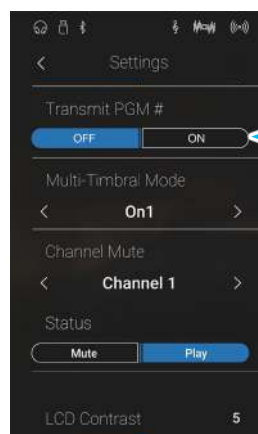 Settings
Transmit PGM #
OFF ON
Multi-Timbral Mode
< On1 >
Channel Mute
< Channel 1 >
Status
Mute Play
LCD Contrast 5